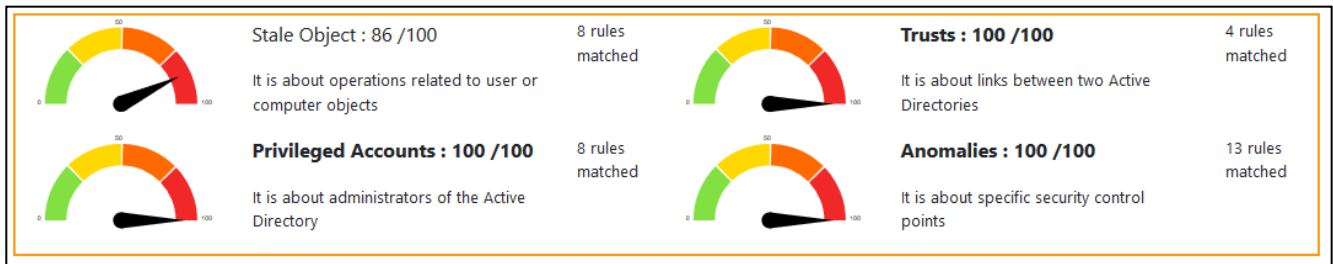 50
0
100
Stale Object : 86 /100
8 rules
matched
It is about operations related to user or
computer objects
50
0
100
Trusts : 100 /100
4 rules
matched
It is about links between two Active
Directories
50
0
100
Privileged Accounts : 100 /100
8 rules
matched
It is about administrators of the Active
Directory
50
0
100
Anomalies : 100 /100
13 rules
matched
It is about specific security control
points